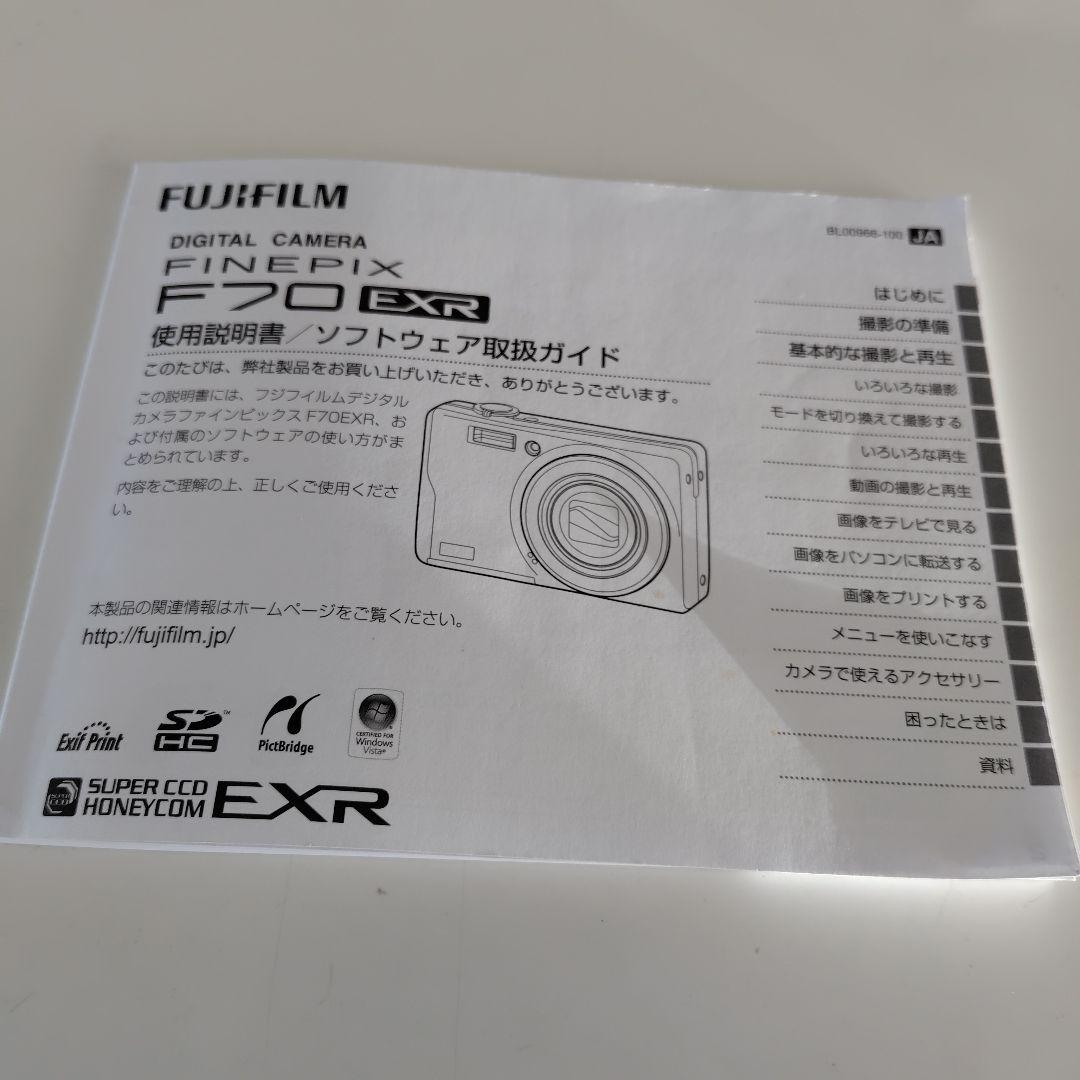 FUJIFILM
BL00966-100 JA
DIGITAL CAMERA
FINEPIX
F70 EXR
使用説明書/ソフトウェア取扱ガイド
このたびは、弊社製品をお買い上げいただき、ありがとうございます。
この説明書には、フジフイルムデジタル
カメラファインピックス F70EXR、お
よび付属のソフトウェアの使い方がま
とめられています。
内容をご理解の上、正しくご使用くださ
い。
本製品の関連情報はホームページをご覧ください。
http://fujifilm.jp/
はじめに
撮影の準備
基本的な撮影と再生
いろいろな撮影
モードを切り換えて撮影する
いろいろな再生
動画の撮影と再生
画像をテレビで見る
画像をパソコンに転送する
画像をプリントする
メニューを使いこなす
カメラで使えるアクセサリー
困ったときは
資料
Exif Print
SD HC ™
PictBridge
CERTIFIED FOR
Windows
Vista®
SUPER CCD
SUPER CCD
HONEYCOM EXR